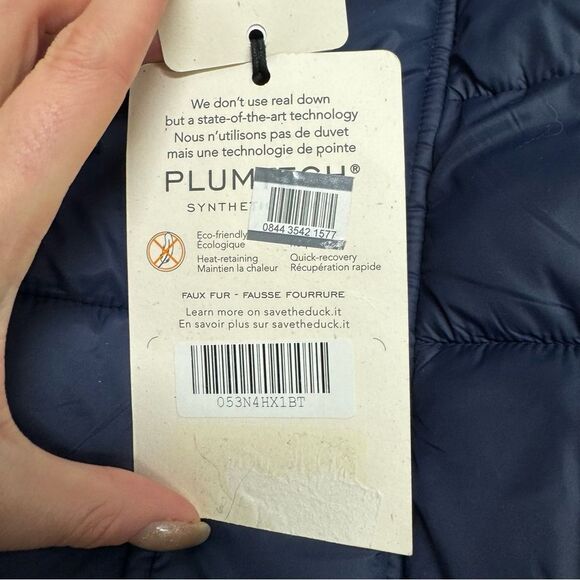 We don't use real down
but a state-of-the-art technology
Nous n'utilisons pas de duvet
mais une technologie de pointe
®
0844 3542 1577
Eco-friendly
Écologique
Heat-retaining
Maintien la chaleur
Quick-recovery
Récupération rapide
FAUX FUR - FAUSSE FOURRURE
Learn more on savetheduck.it
En savoir plus sur savetheduck.it
053N4HX1BT